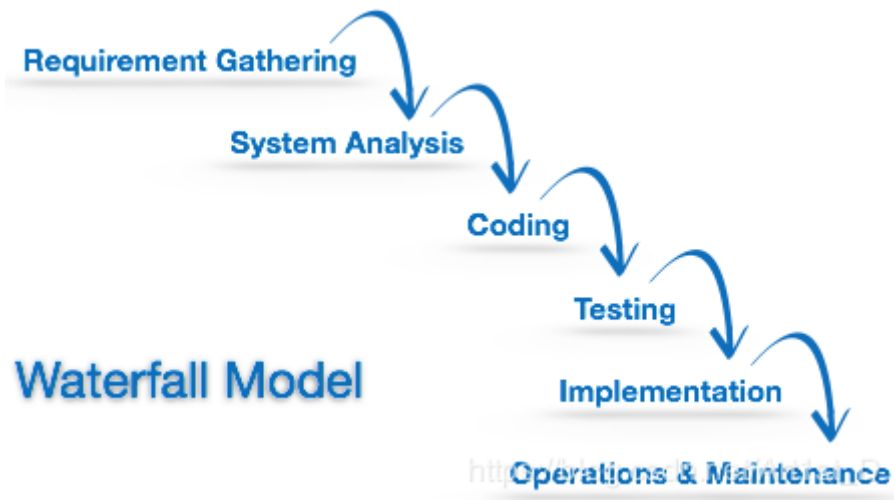 Requirement Gathering
System Analysis
Coding
Testing
Waterfall Model
Implementation
Operations & Maintenance